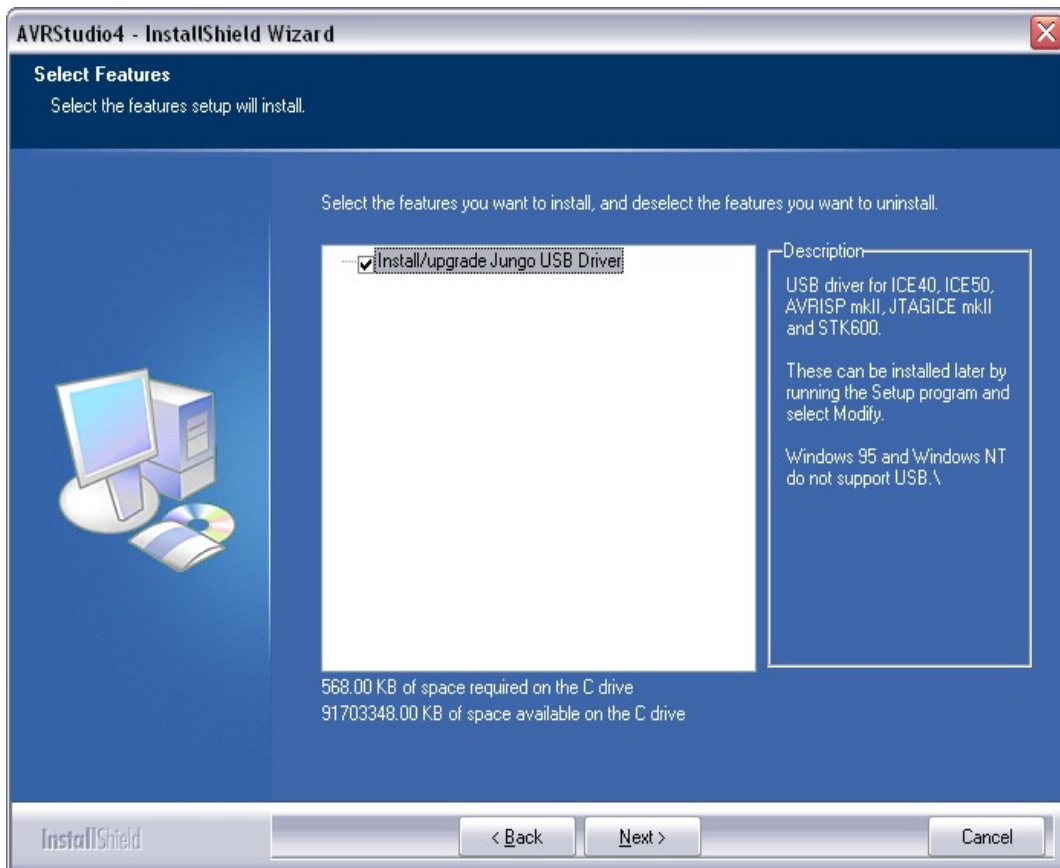 AVRStudio4 - InstallShield Wizard
Select Features
Select the features setup will install.
Select the features you want to install, and deselect the features you want to uninstall.
Install/upgrade Jungo USB Driver
Description
USB driver for ICE40, ICE50,
AVRISP mkII, JTAGICE mkII
and STK600.
These can be installed later by
running the Setup program and
select Modify.
Windows 95 and Windows NT
do not support USB.\
568.00 KB of space required on the C drive
91703348.00 KB of space available on the C drive
InstallShield
< Back
Next >
Cancel